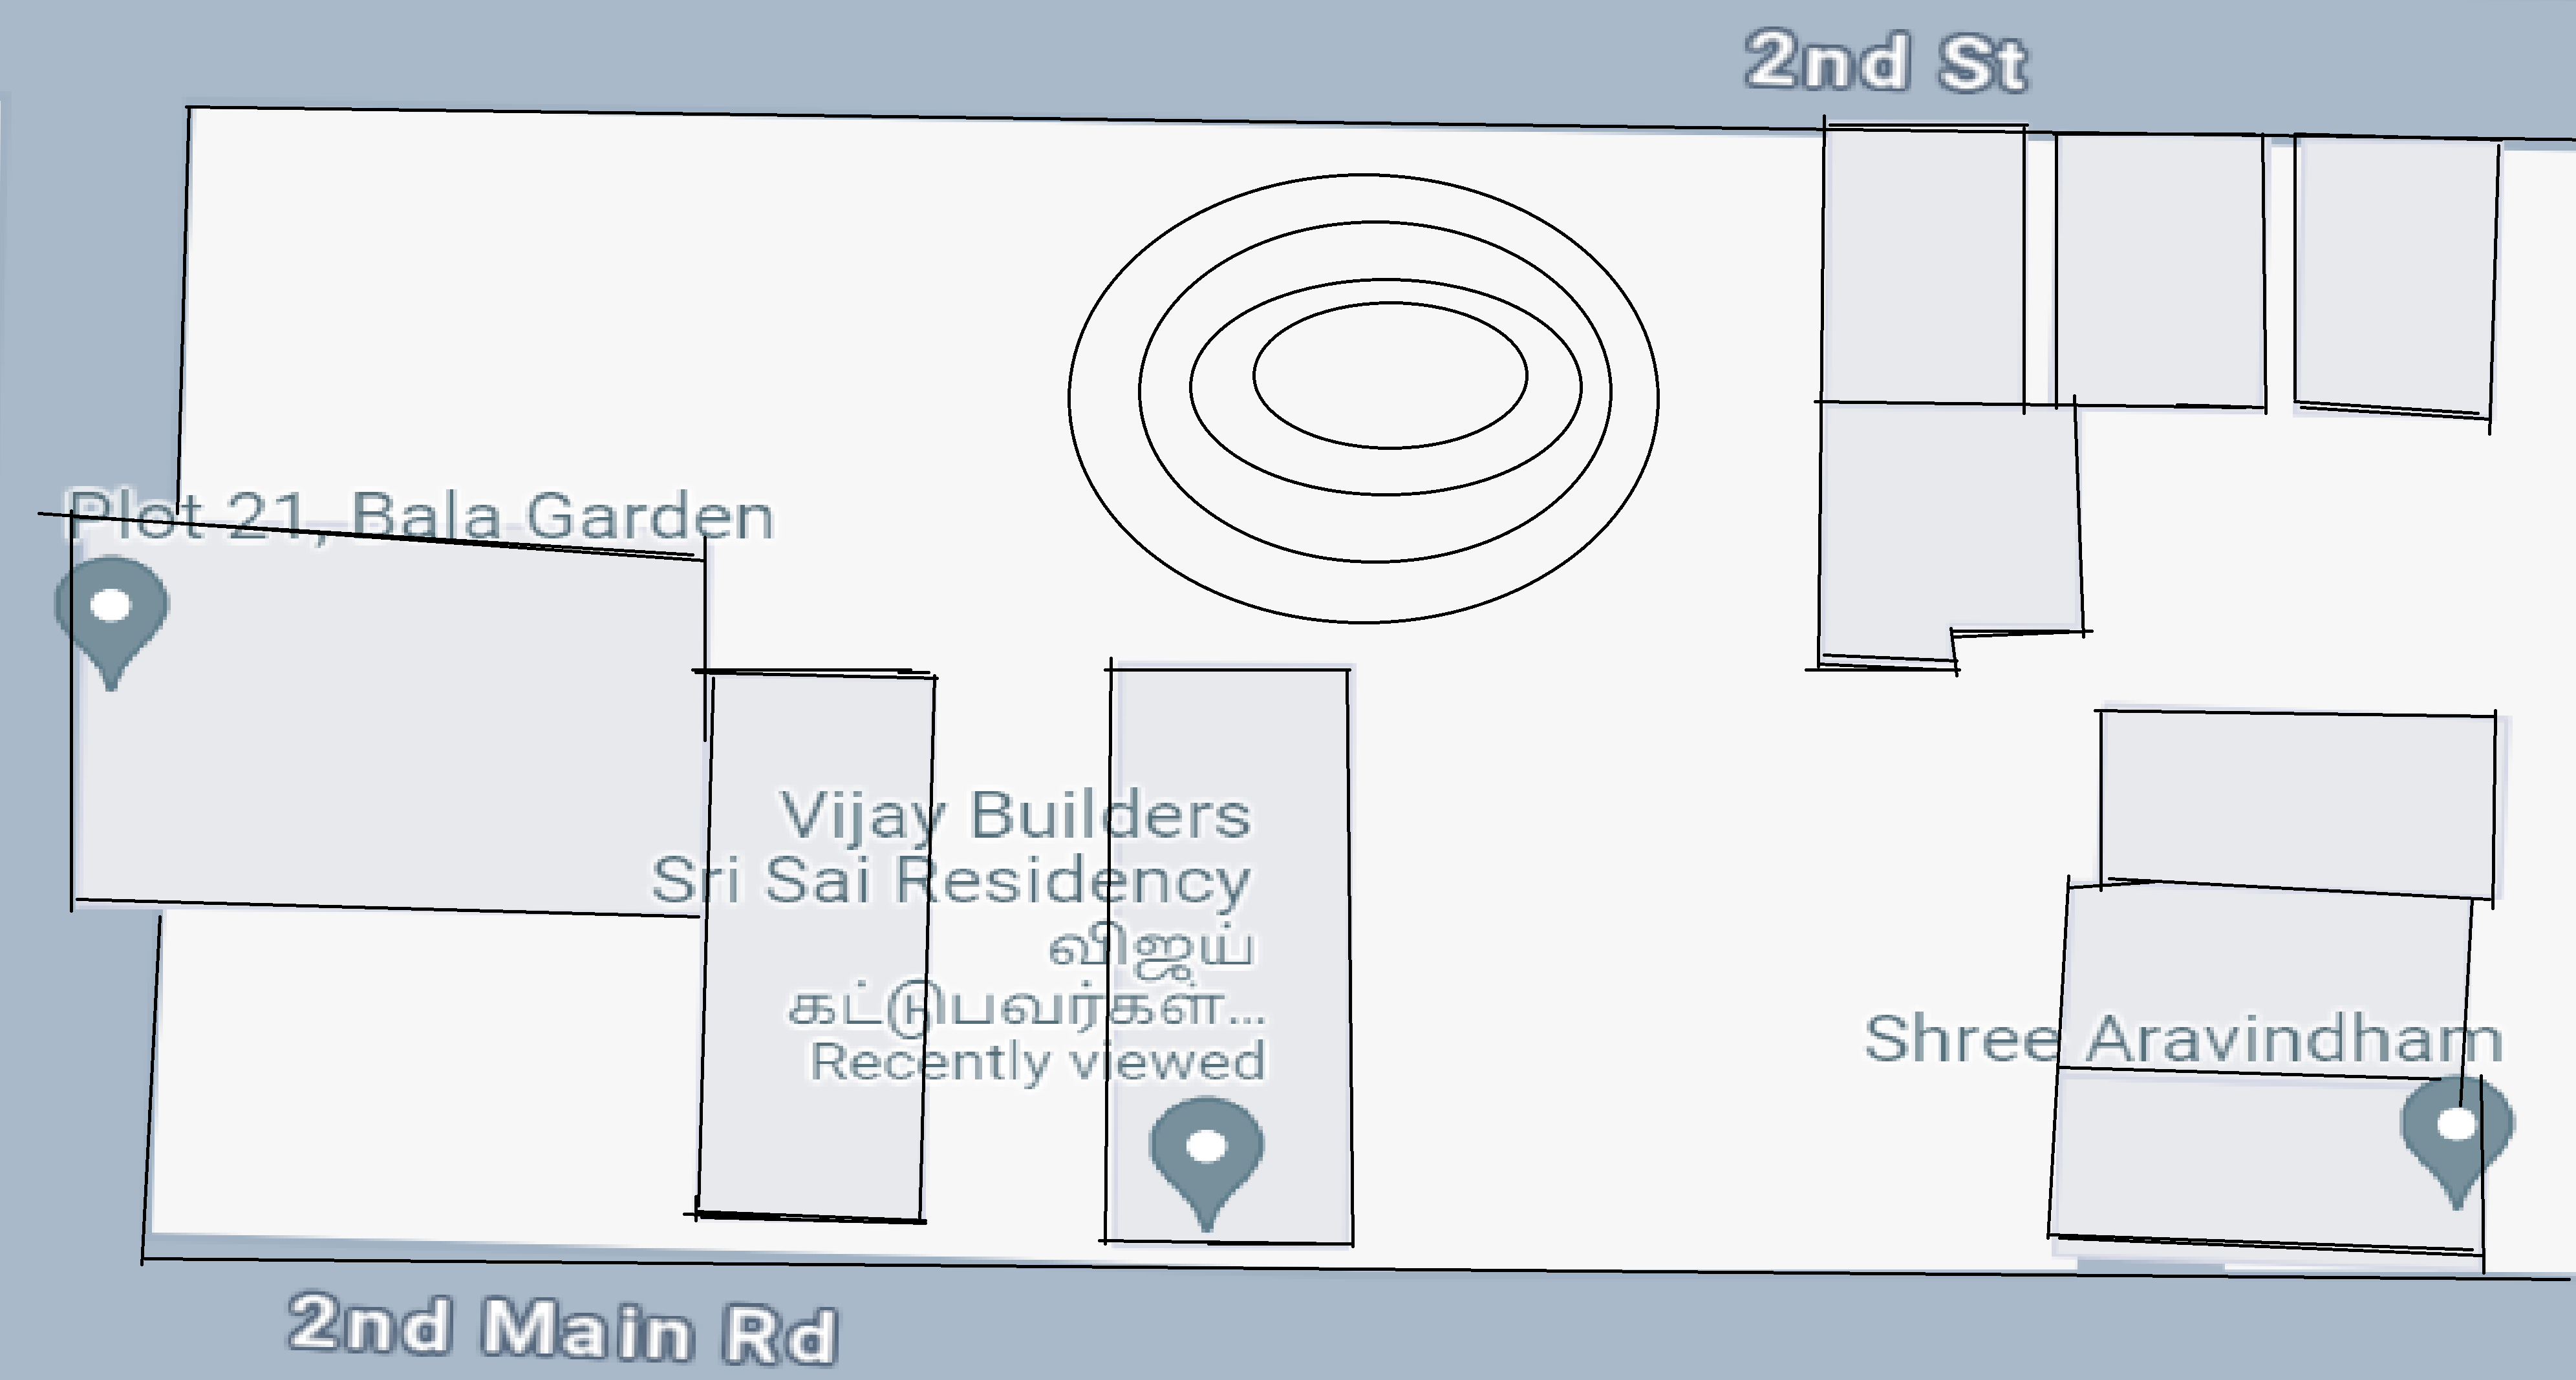 2nd St
Plot 21, Bala Garden
Vijay Builders
Sri Sai Residency
விஜய்
கட்டுபவர்கள்...
Recently viewed
Shree Aravindham
2nd Main Rd